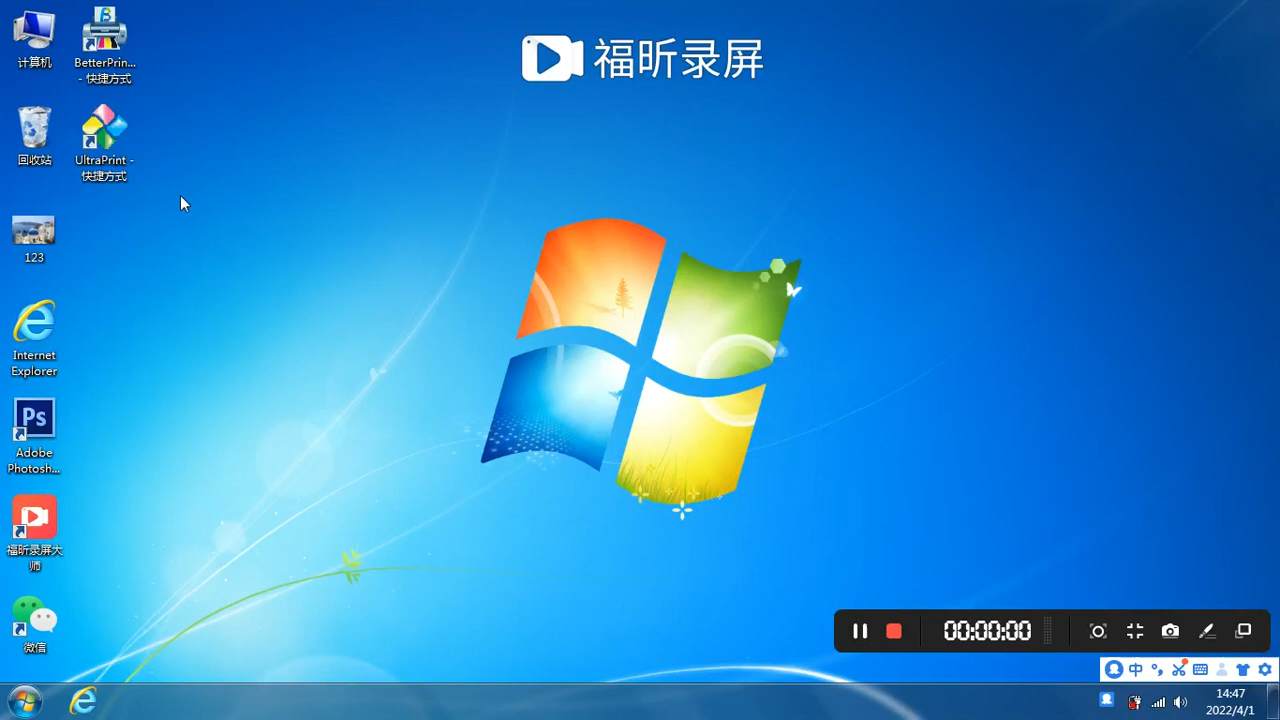 福昕录屏
计算机
BetterPrin...
- 快捷方式
回收站
UltraPrint -
快捷方式
123
Internet
Explorer
Ps
Adobe
Photosh...
福昕录屏大
师
微信
00:00:00
中
14:47
2022/4/1